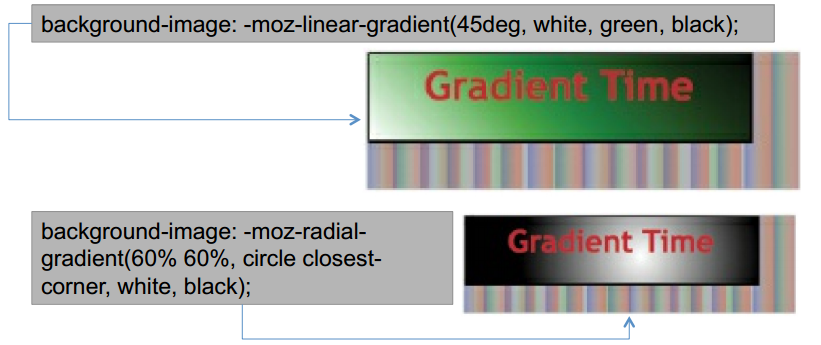 background-image: -moz-linear-gradient(45deg, white, green, black);
Gradient Time
background-image: -moz-radial-
gradient(60% 60%, circle closest-
corner, white, black);
Gradient Time